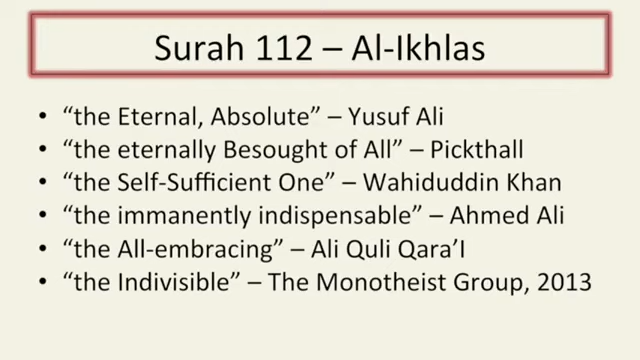 Surah 112 – Al-Ikhlas
• “the Eternal, Absolute” – Yusuf Ali
• “the eternally Besought of All” – Pickthall
• “the Self-Sufficient One” – Wahiduddin Khan
• “the immanently indispensable” – Ahmed Ali
• “the All-embracing” – Ali Quli Qara’I
• “the Indivisible” – The Monotheist Group, 2013